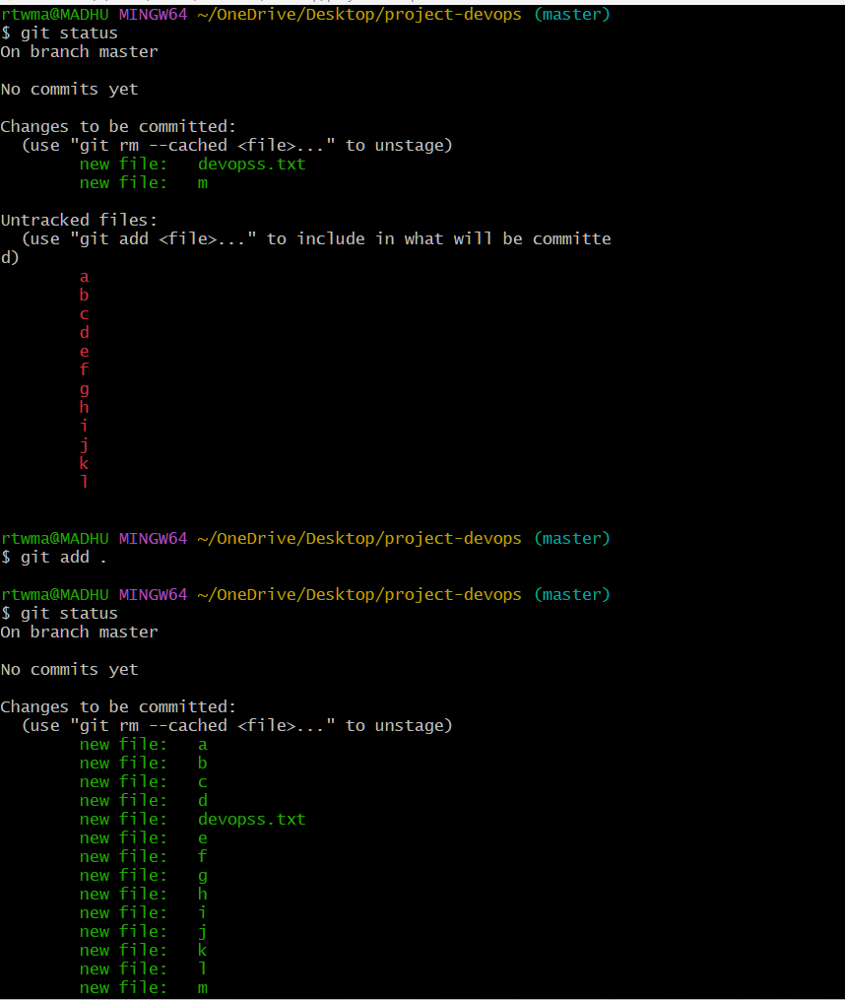 rtwma@MADHU MINGW64 ~/OneDrive/Desktop/project-devops (master)
$ git status
On branch master
No commits yet
Changes to be committed:
  (use "git rm --cached <file>..." to unstage)
        new file:   devopss.txt
        new file:   m
Untracked files:
  (use "git add <file>..." to include in what will be committe
d)
        a
        b
        c
        d
        e
        f
        g
        h
        i
        j
        k
        l
rtwma@MADHU MINGW64 ~/OneDrive/Desktop/project-devops (master)
$ git add .
rtwma@MADHU MINGW64 ~/OneDrive/Desktop/project-devops (master)
$ git status
On branch master
No commits yet
Changes to be committed:
  (use "git rm --cached <file>..." to unstage)
        new file:   a
        new file:   b
        new file:   c
        new file:   d
        new file:   devopss.txt
        new file:   e
        new file:   f
        new file:   g
        new file:   h
        new file:   i
        new file:   j
        new file:   k
        new file:   l
        new file:   m